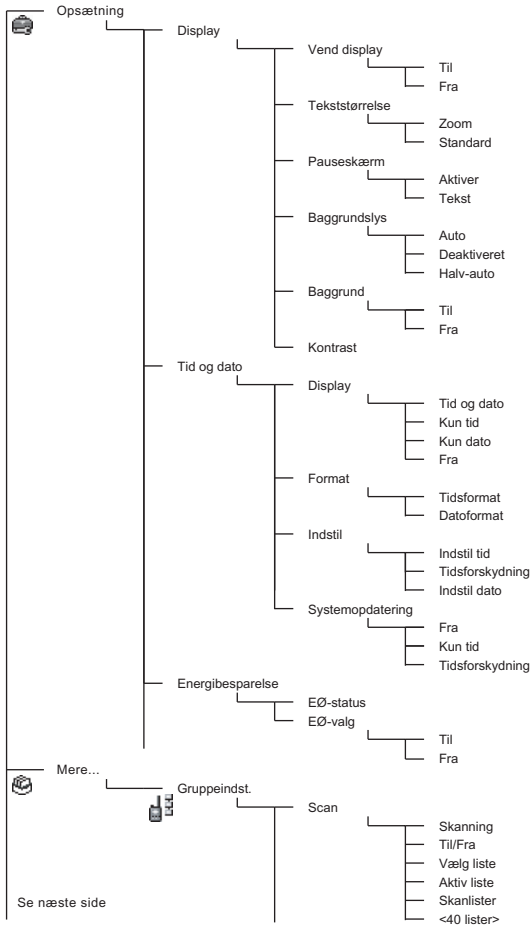 Opsætning
Display
Vend display
Til
Fra
Tekststørrelse
Zoom
Standard
Pauseskærm
Aktiver
Tekst
Baggrundslys
Auto
Deaktiveret
Halv-auto
Baggrund
Til
Fra
Kontrast
Tid og dato
Display
Tid og dato
Kun tid
Kun dato
Fra
Format
Tidsformat
Datoformat
Indstil
Indstil tid
Tidsforskydning
Indstil dato
Systemopdatering
Fra
Kun tid
Tidsforskydning
Energibesparelse
EØ-status
EØ-valg
Til
Fra
Mere...
Gruppeindst.
Scan
Skanning
Til/Fra
Vælg liste
Aktiv liste
Skanlister
<40 lister>
Se næste side